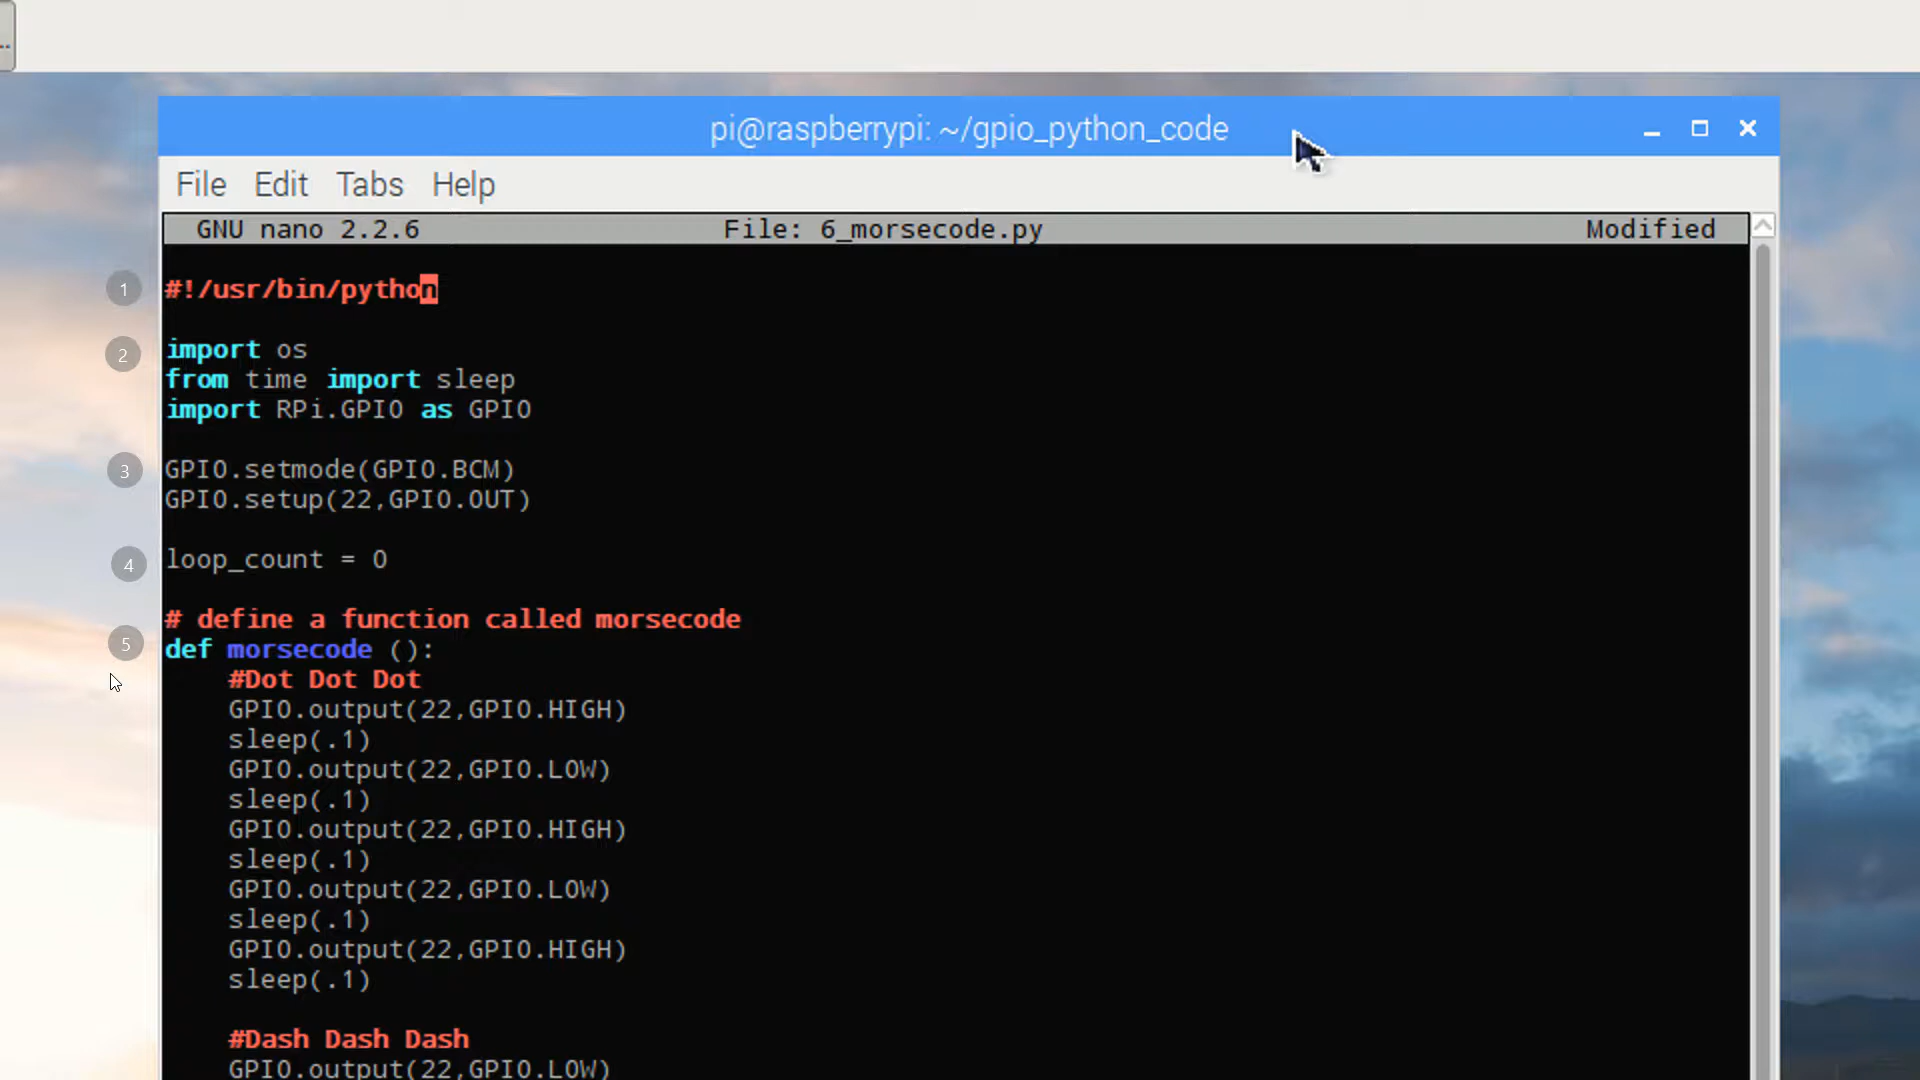 ..
pi@raspberrypi: ~/gpio_python_code
File Edit Tabs Help
GNU nano 2.2.6 File: 6_morsecode.py Modified
1 #!/usr/bin/python
2 import os
from time import sleep
import RPi.GPIO as GPIO
3 GPIO.setmode(GPIO.BCM)
GPIO.setup(22,GPIO.OUT)
4 loop_count = 0
# define a function called morsecode
5 def morsecode ():
#Dot Dot Dot
GPIO.output(22,GPIO.HIGH)
sleep(.1)
GPIO.output(22,GPIO.LOW)
sleep(.1)
GPIO.output(22,GPIO.HIGH)
sleep(.1)
GPIO.output(22,GPIO.LOW)
sleep(.1)
GPIO.output(22,GPIO.HIGH)
sleep(.1)
#Dash Dash Dash
GPIO.output(22,GPIO.LOW)